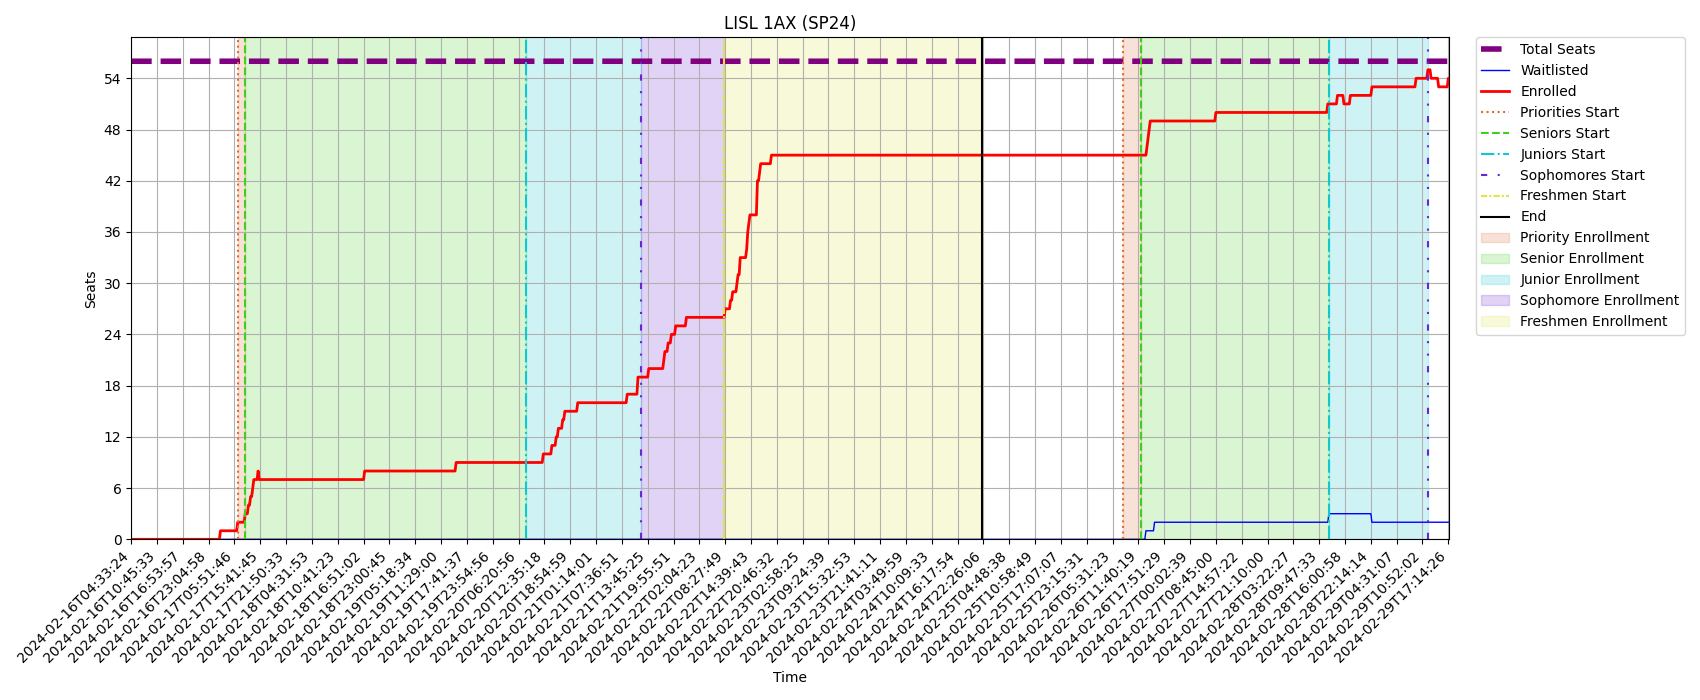 LISL 1AX (SP24)
Total Seats
Waitlisted
Enrolled
Priorities Start
Seniors Start
Juniors Start
Sophomores Start
Freshmen Start
End
Priority Enrollment
Senior Enrollment
Junior Enrollment
Sophomore Enrollment
Freshmen Enrollment
Seats
54
48
42
36
30
24
18
12
6
0
2024-02-16T04:33:24
2024-02-16T10:45:33
2024-02-16T16:53:57
2024-02-16T23:04:58
2024-02-17T05:51:46
2024-02-17T15:41:45
2024-02-17T21:50:33
2024-02-18T04:31:53
2024-02-18T10:41:23
2024-02-18T16:51:02
2024-02-18T23:00:45
2024-02-19T05:18:34
2024-02-19T11:29:00
2024-02-19T17:41:37
2024-02-19T23:54:56
2024-02-20T06:20:56
2024-02-20T12:35:18
2024-02-20T18:54:59
2024-02-21T01:14:01
2024-02-21T07:36:51
2024-02-21T13:45:25
2024-02-21T19:55:51
2024-02-22T02:04:23
2024-02-22T08:27:49
2024-02-22T14:39:43
2024-02-22T20:46:32
2024-02-23T02:58:25
2024-02-23T09:24:39
2024-02-23T15:32:53
2024-02-23T21:41:11
2024-02-24T03:49:59
2024-02-24T10:09:33
2024-02-24T16:17:54
2024-02-24T22:26:06
2024-02-25T04:48:38
2024-02-25T10:58:49
2024-02-25T17:07:07
2024-02-25T23:15:31
2024-02-26T05:31:23
2024-02-26T11:40:19
2024-02-26T17:51:29
2024-02-27T00:02:39
2024-02-27T08:45:00
2024-02-27T14:57:22
2024-02-27T21:10:00
2024-02-28T03:22:27
2024-02-28T09:47:33
2024-02-28T16:00:58
2024-02-28T22:14:14
2024-02-29T04:31:07
2024-02-29T10:52:02
2024-02-29T17:14:26
Time